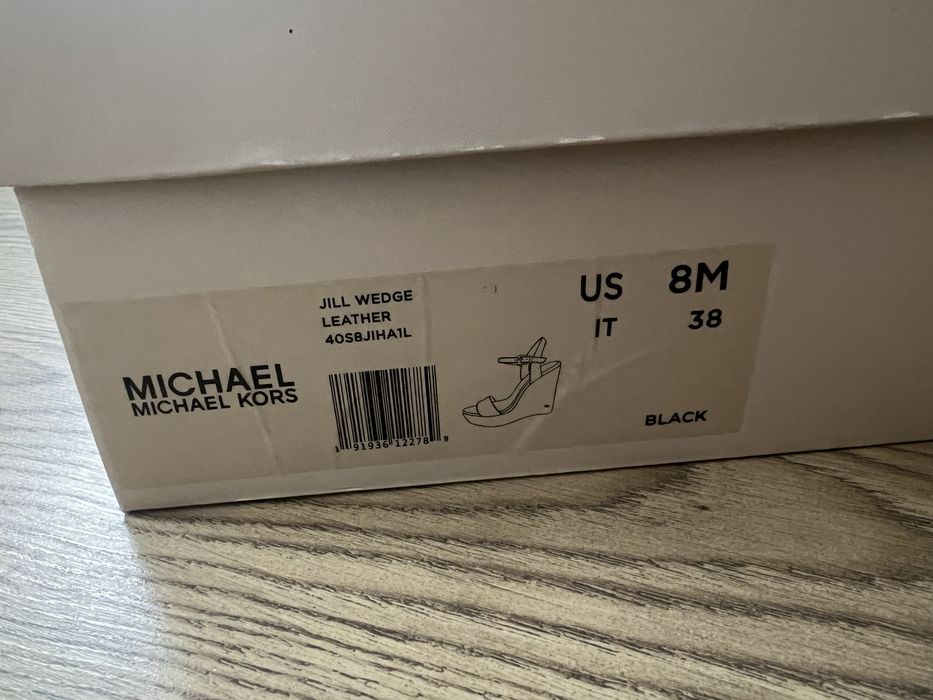 JILL WEDGE
LEATHER
40S8JIHA1L
US 8M
IT 38
MICHAEL
MICHAEL KORS
1 91936 12278 9
BLACK